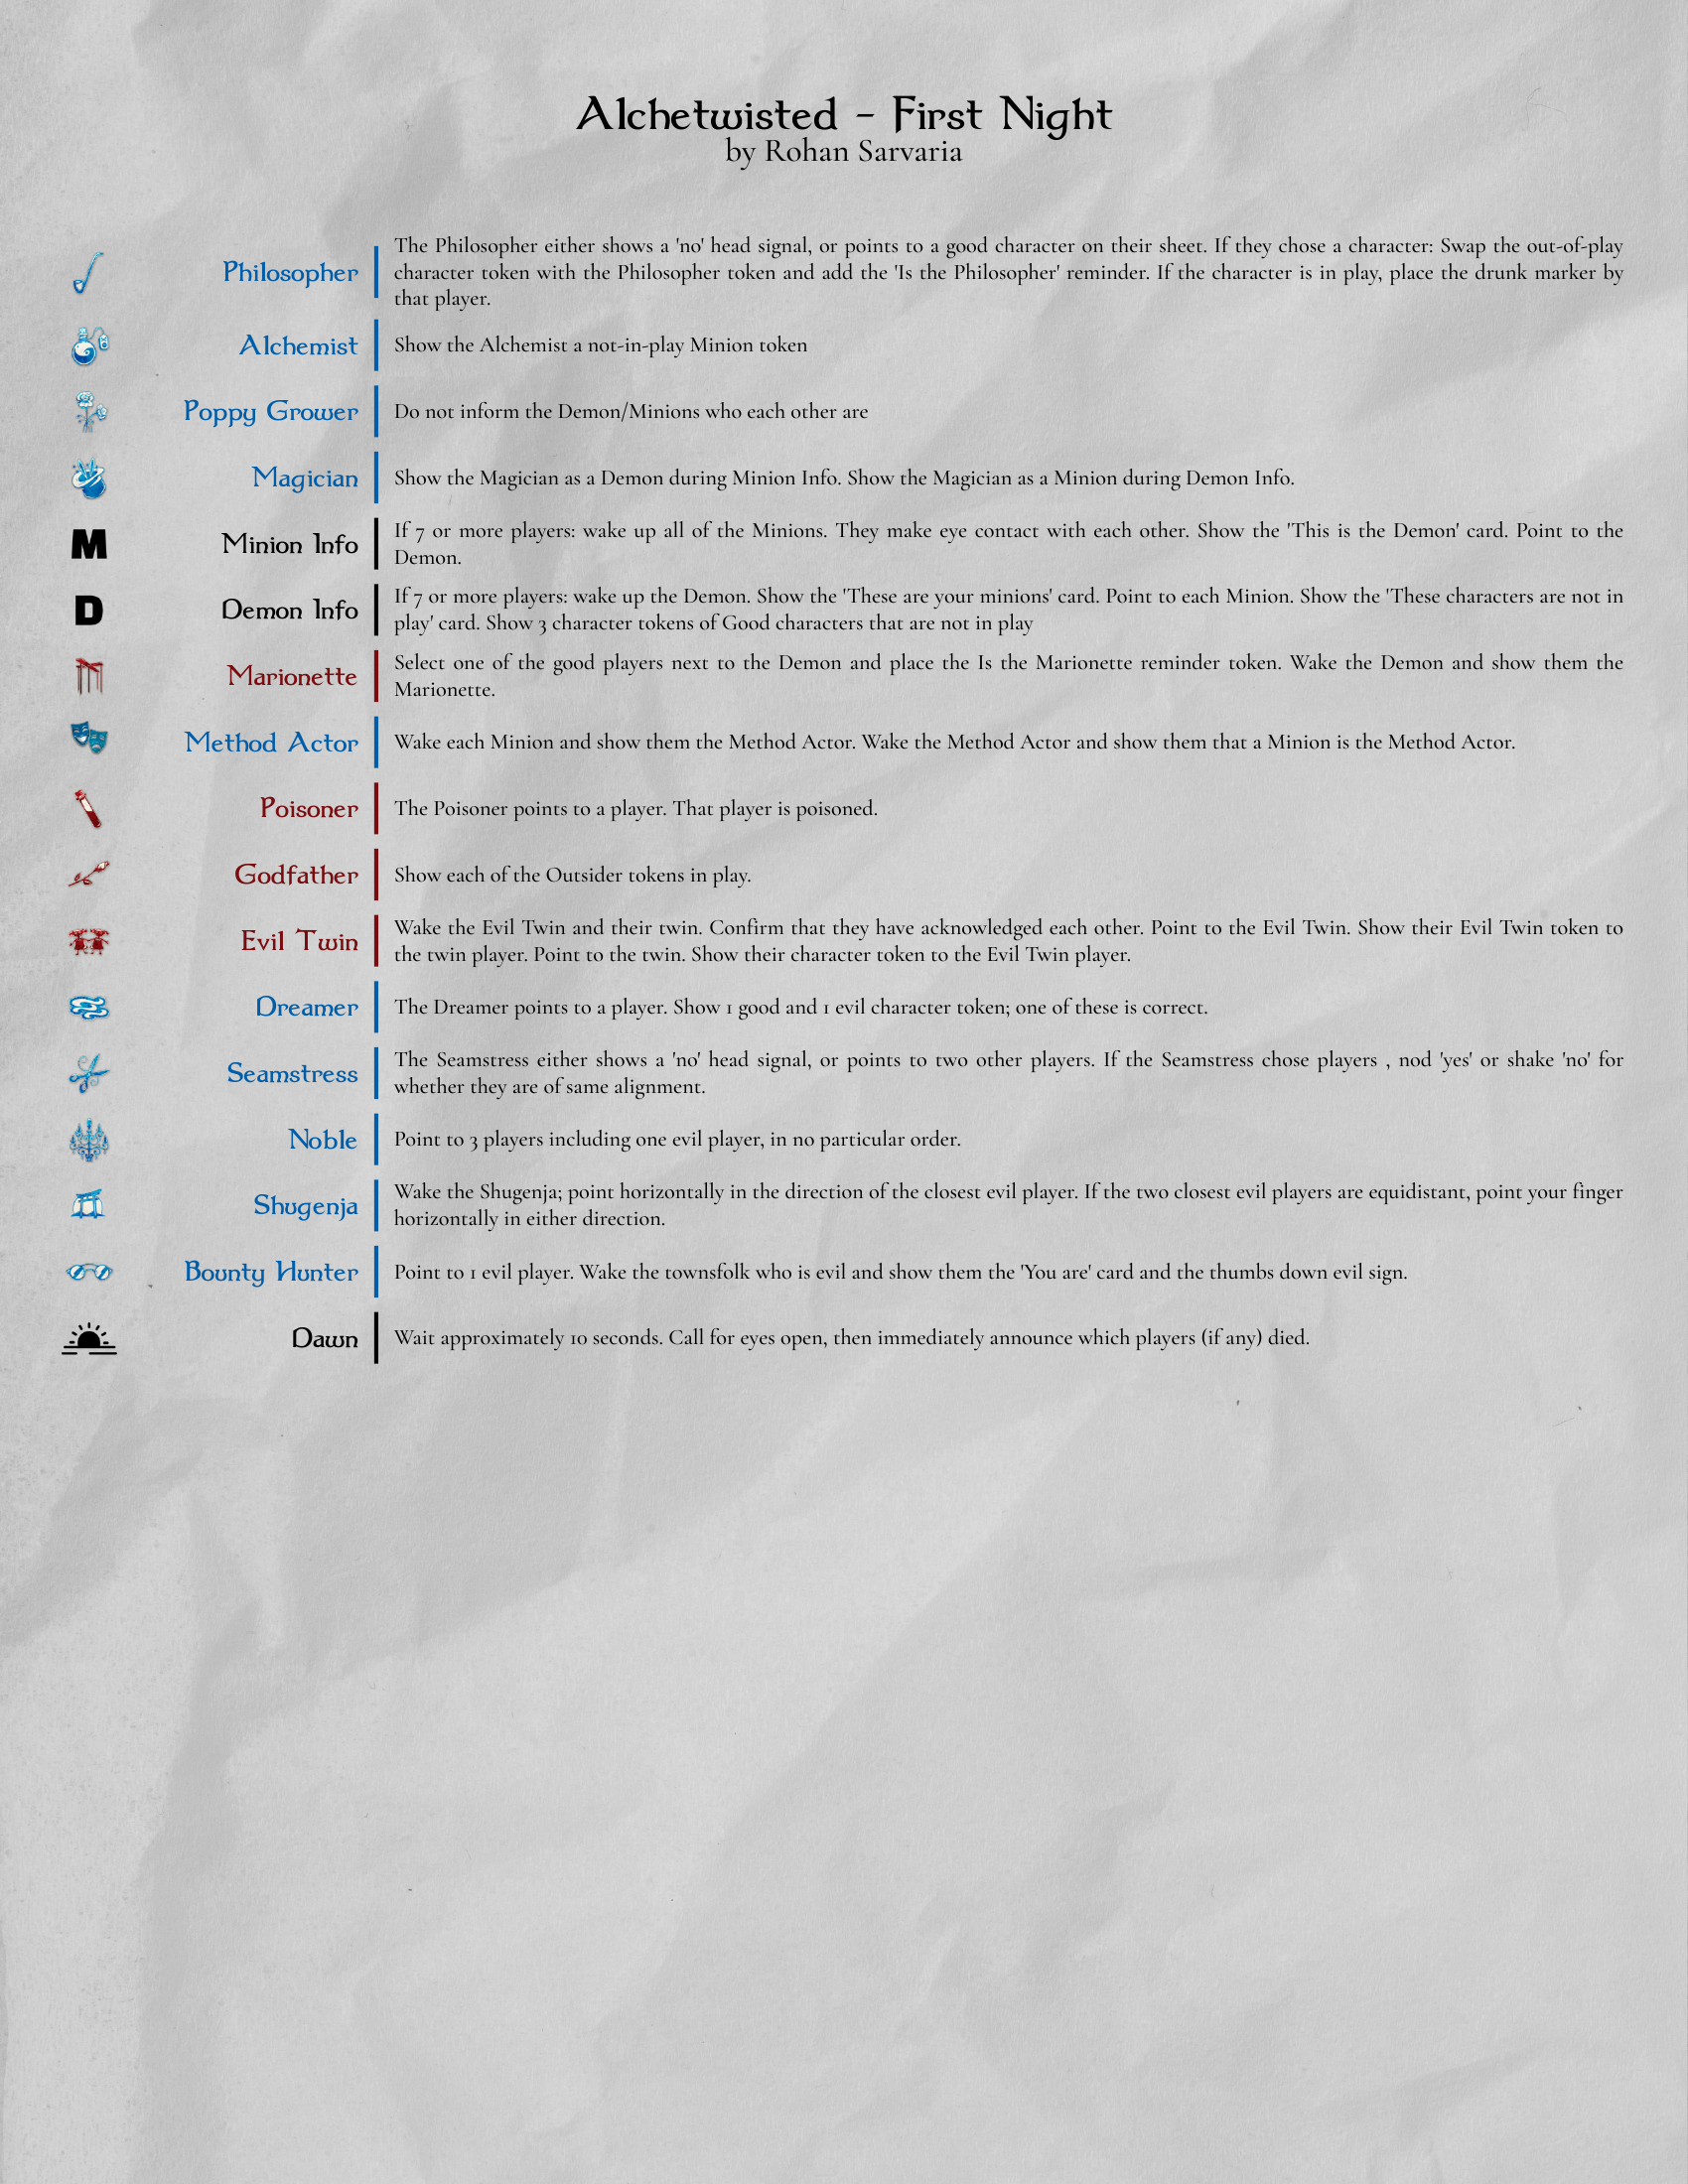 Alchetwisted - First Night
by Rohan Sarvaria
Philosopher
The Philosopher either shows a 'no' head signal, or points to a good character on their sheet. If they chose a character: Swap the out-of-play
character token with the Philosopher token and add the 'Is the Philosopher' reminder. If the character is in play, place the drunk marker by
that player.
Alchemist
Show the Alchemist a not-in-play Minion token
Poppy Grower
Do not inform the Demon/Minions who each other are
Magician
Show the Magician as a Demon during Minion Info. Show the Magician as a Minion during Demon Info.
M
Minion Info
If 7 or more players: wake up all of the Minions. They make eye contact with each other. Show the 'This is the Demon' card. Point to the
Demon.
D
Demon Info
If 7 or more players: wake up the Demon. Show the 'These are your minions' card. Point to each Minion. Show the 'These characters are not in
play' card. Show 3 character tokens of Good characters that are not in play
Marionette
Select one of the good players next to the Demon and place the Is the Marionette reminder token. Wake the Demon and show them the
Marionette.
Method Actor
Wake each Minion and show them the Method Actor. Wake the Method Actor and show them that a Minion is the Method Actor.
Poisoner
The Poisoner points to a player. That player is poisoned.
Godfather
Show each of the Outsider tokens in play.
Evil Twin
Wake the Evil Twin and their twin. Confirm that they have acknowledged each other. Point to the Evil Twin. Show their Evil Twin token to
the twin player. Point to the twin. Show their character token to the Evil Twin player.
Dreamer
The Dreamer points to a player. Show 1 good and 1 evil character token; one of these is correct.
Seamstress
The Seamstress either shows a 'no' head signal, or points to two other players. If the Seamstress chose players , nod 'yes' or shake 'no' for
whether they are of same alignment.
Noble
Point to 3 players including one evil player, in no particular order.
Shugenja
Wake the Shugenja; point horizontally in the direction of the closest evil player. If the two closest evil players are equidistant, point your finger
horizontally in either direction.
Bounty Hunter
Point to 1 evil player. Wake the townsfolk who is evil and show them the 'You are' card and the thumbs down evil sign.
Dawn
Wait approximately 10 seconds. Call for eyes open, then immediately announce which players (if any) died.